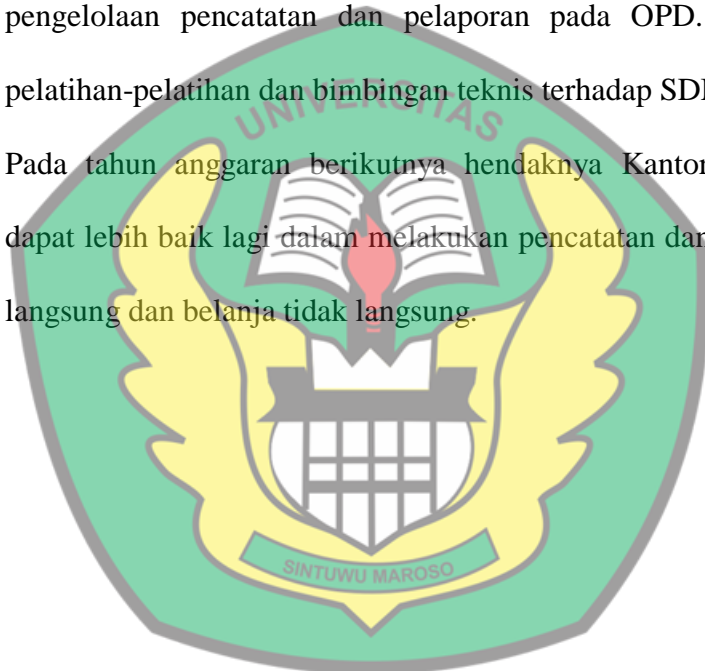 pengelolaan pencatatan dan pelaporan pada OPD.
pelatihan-pelatihan dan bimbingan teknis terhadap
Pada tahun anggaran berikutnya hendaknya Kantor
dapat lebih baik lagi dalam melakukan pencatatan dan
langsung dan belanja tidak langsung.
UNIVERSITAS
SINTUWU MAROSO